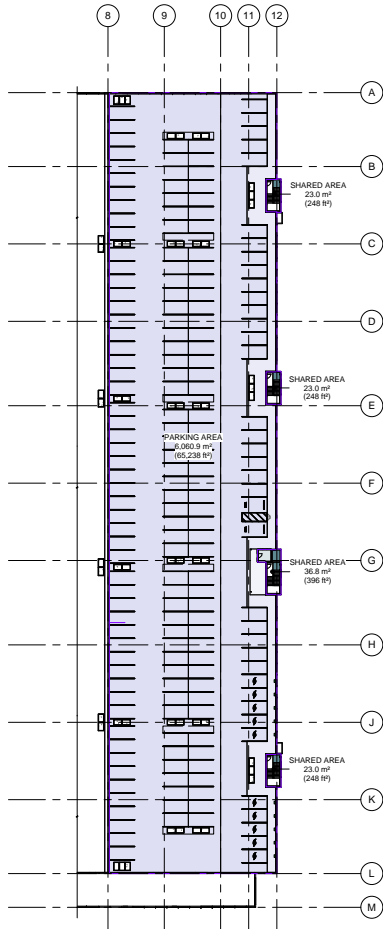 8
9
10
11
12
A
B
SHARED AREA
23.0 m²
(248 ft²)
C
D
SHARED AREA
23.0 m²
(248 ft²)
E
PARKING AREA
6,060.9 m²
(65,238 ft²)
F
G
SHARED AREA
36.8 m²
(396 ft²)
H
J
SHARED AREA
23.0 m²
(248 ft²)
K
L
M